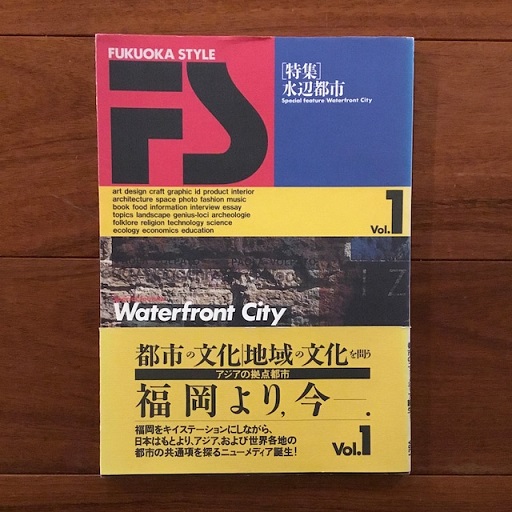 FUKUOKA STYLE
FS
[特集]
水辺都市
Special feature Waterfront City
art design craft graphic id product interior
architecture space photo fashion music
book food information interview essay
topics landscape genius-loci archeologie
folklore religion technology science
ecology economics education
Vol.1
Waterfront City
都市の文化|地域の文化を問う
アジアの拠点都市
福岡より,今—.
福岡をキイステーションにしながら、
日本はもとより、アジア、および世界各地の
都市の共通項を探るニューメディア誕生!
Vol.1